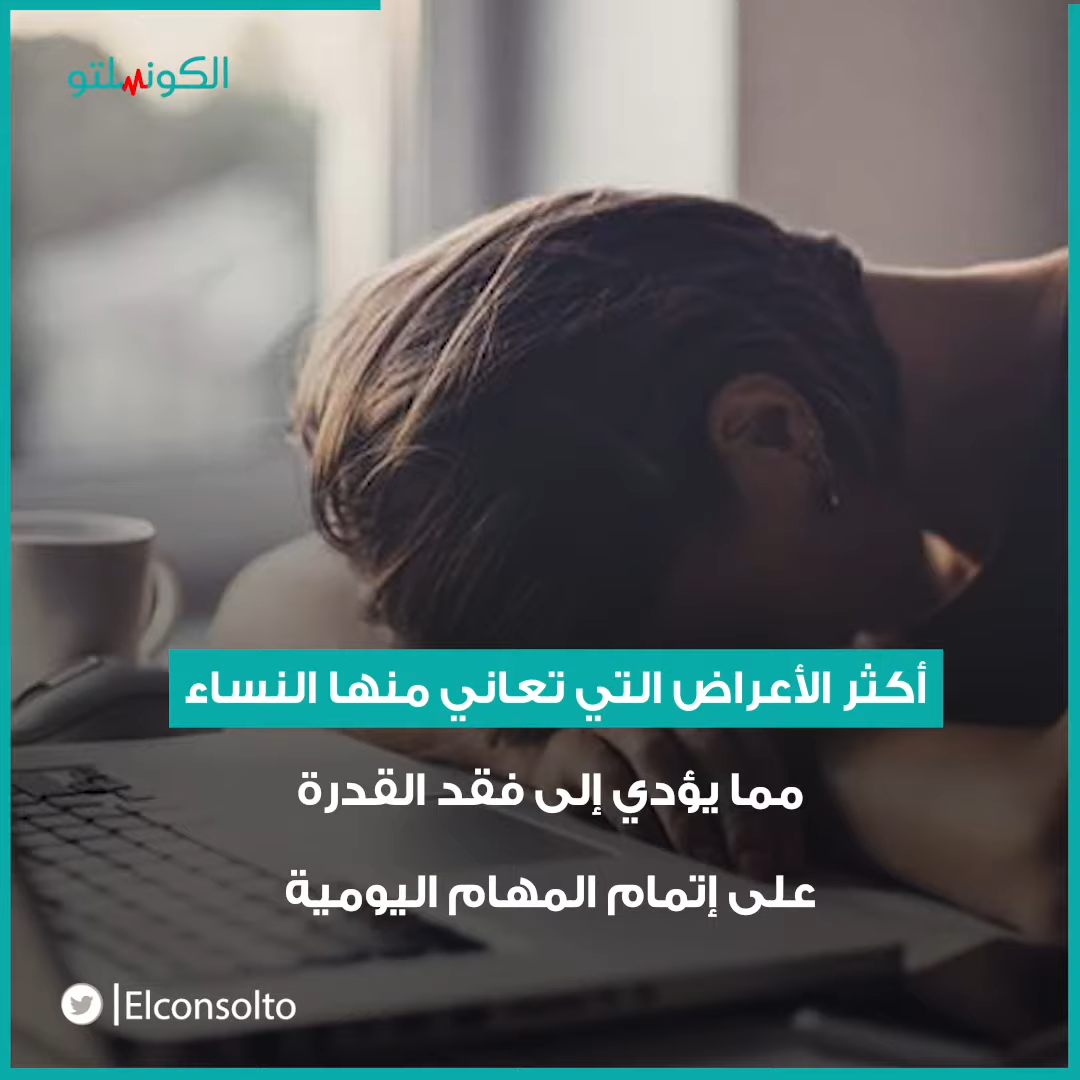 الكونسلتو
أكثر الأعراض التي تعاني منها النساء
مما يؤدي إلى فقد القدرة
على إتمام المهام اليومية
|Elconsolto